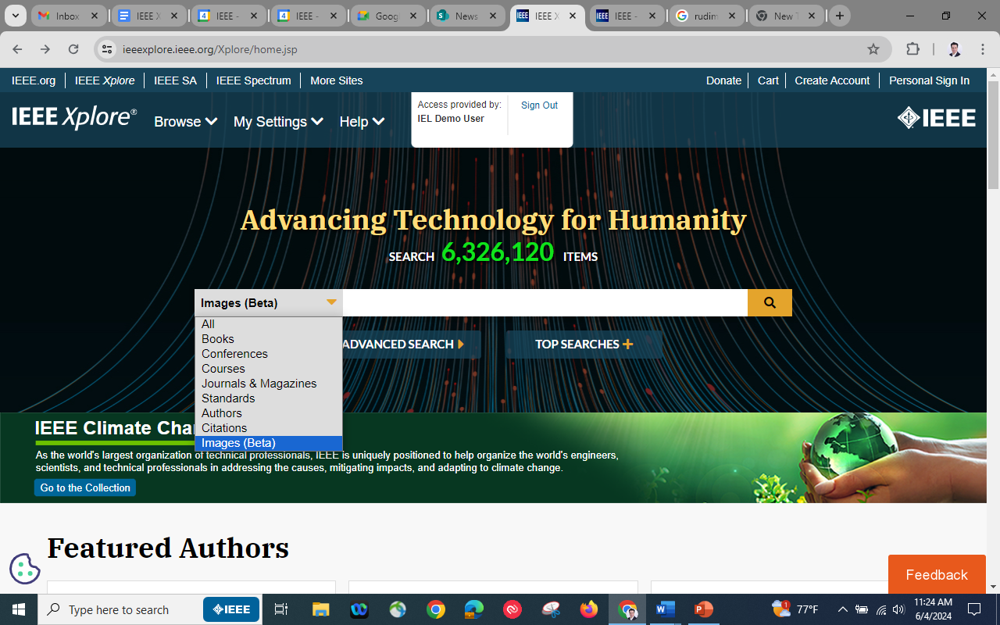 Inbox
IEEE X
IEEE -
IEEE -
Googl
News
IEEE X
IEEE -
rudim
New T
ieeexplore.ieee.org/Xplore/home.jsp
IEEE.org
IEEE Xplore
IEEE SA
IEEE Spectrum
More Sites
Donate
Cart
Create Account
Personal Sign In
IEEE Xplore®
Browse
My Settings
Help
Access provided by:
IEL Demo User
Sign Out
IEEE
Advancing Technology for Humanity
SEARCH 6,326,120 ITEMS
Images (Beta)
All
Books
Conferences
Courses
Journals & Magazines
Standards
Authors
Citations
Images (Beta)
ADVANCED SEARCH
TOP SEARCHES
IEEE Climate Cha
As the world's largest organization of technical professionals, IEEE is uniquely positioned to help organize the world's engineers,
scientists, and technical professionals in addressing the causes, mitigating impacts, and adapting to climate change.
Go to the Collection
Featured Authors
Feedback
Type here to search
IEEE
1
77°F
11:24 AM
6/4/2024